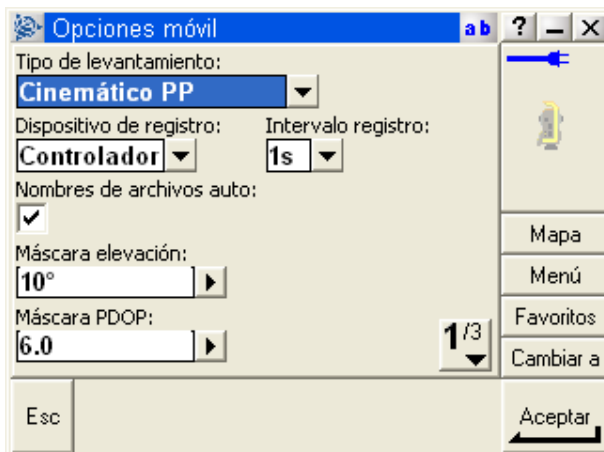 Opciones móvil
ab ? – ×
Tipo de levantamiento:
Cinemático PP
Dispositivo de registro: Intervalo registro:
Controlador 1s
Nombres de archivos auto:
Máscara elevación:
10°
Máscara PDOP:
6.0
1/3
Mapa
Menú
Favoritos
Cambiar a
Esc
Aceptar